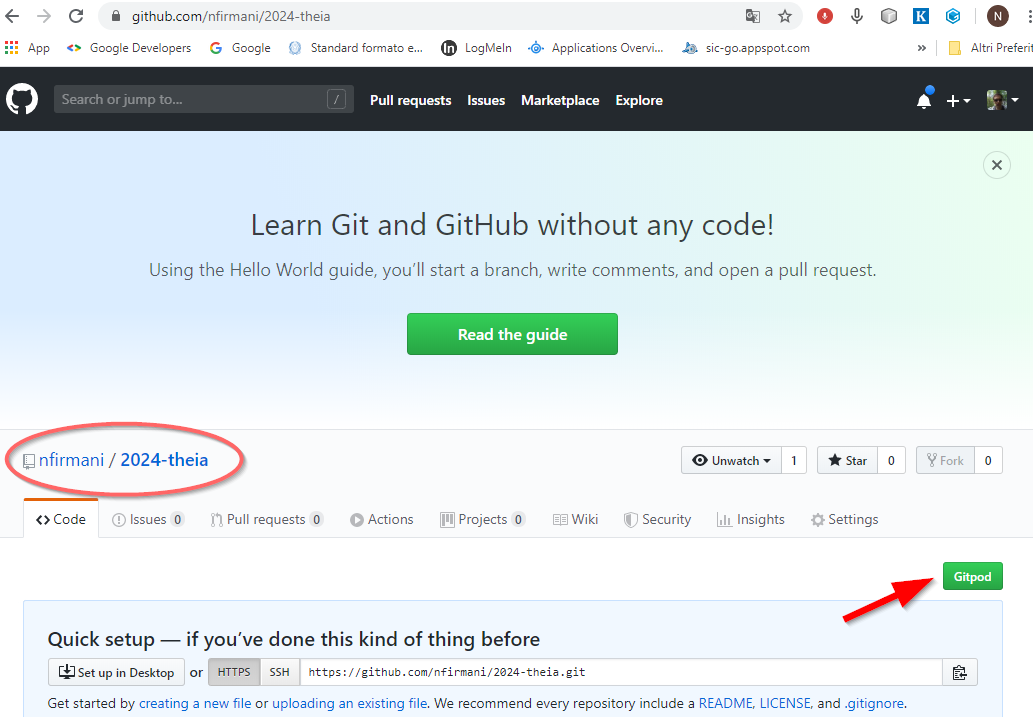 github.com/nfirmani/2024-theia
App Google Developers Google Standard formato e... LogMeIn Applications Overvi... sic-go.appspot.com » Altri Preferit
Search or jump to... / Pull requests Issues Marketplace Explore
Learn Git and GitHub without any code!
Using the Hello World guide, you’ll start a branch, write comments, and open a pull request.
Read the guide
nfirmani / 2024-theia Unwatch 1 Star 0 Fork 0
Code Issues 0 Pull requests 0 Actions Projects 0 Wiki Security Insights Settings
Gitpod
Quick setup — if you’ve done this kind of thing before
Set up in Desktop or HTTPS SSH https://github.com/nfirmani/2024-theia.git
Get started by creating a new file or uploading an existing file. We recommend every repository include a README, LICENSE, and .gitignore.